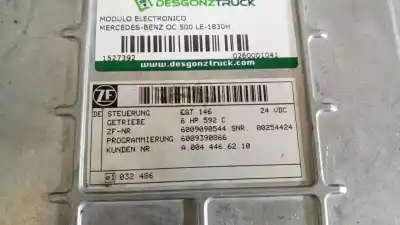 DESGONZTRUCK
MODULO ELECTRONICO
MERCEDES-BENZ OC 500 LE-1830H
1527392 0260001041
www.desgonztruck.com
ZF
DE STEUERUNG EST 146 24 VDC
GETRIEBE 6 HP 592 C
ZF-NR 6009090544 SNR. 00254424
PROGRAMMIERUNG 6009390866
KUNDEN NR A 004 446 62 10
e1 032 486